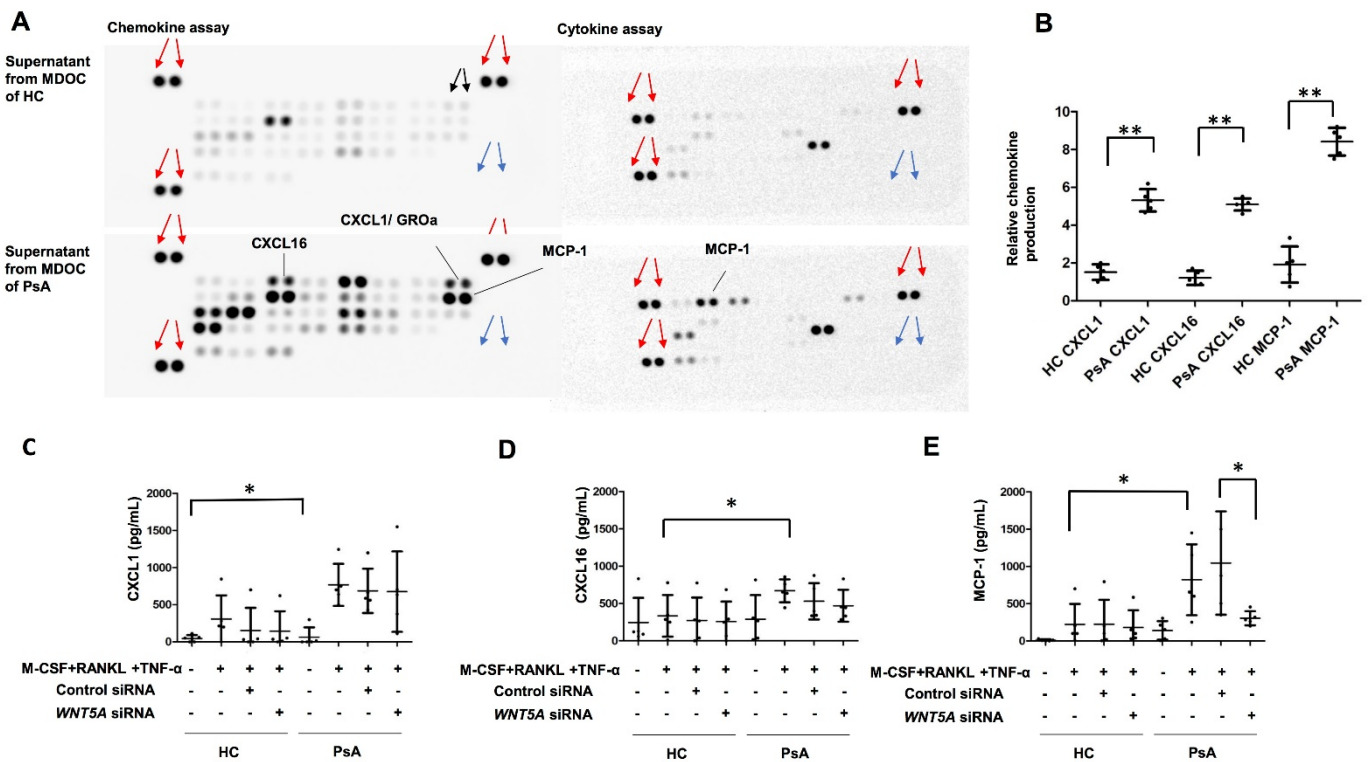 A
Chemokine assay
Cytokine assay
Supernatant
from MDOC
of HC
CXCL1/ GROa
CXCL16
MCP-1
MCP-1
Supernatant
from MDOC
of PsA
B
Relative chemokine
production
10
8
6
4
2
0
**
**
**
HC CXCL1
PsA CXCL1
HC CXCL16
PsA CXCL16
HC MCP-1
PsA MCP-1
C
CXCL1 (pg/mL)
2000
1500
1000
500
0
*
M-CSF+RANKL +TNF-α - + + + - + + +
Control siRNA - - + - - - + -
WNT5A siRNA - - - + - - - +
HC PsA
D
CXCL16 (pg/mL)
2000
1500
1000
500
0
*
M-CSF+RANKL +TNF-α - + + + - + + +
Control siRNA - - + - - - + -
WNT5A siRNA - - - + - - - +
HC PsA
E
MCP-1 (pg/mL)
2000
1500
1000
500
0
*
*
M-CSF+RANKL +TNF-α - + + + - + + +
Control siRNA - - + - - - + -
WNT5A siRNA - - - + - - - +
HC PsA